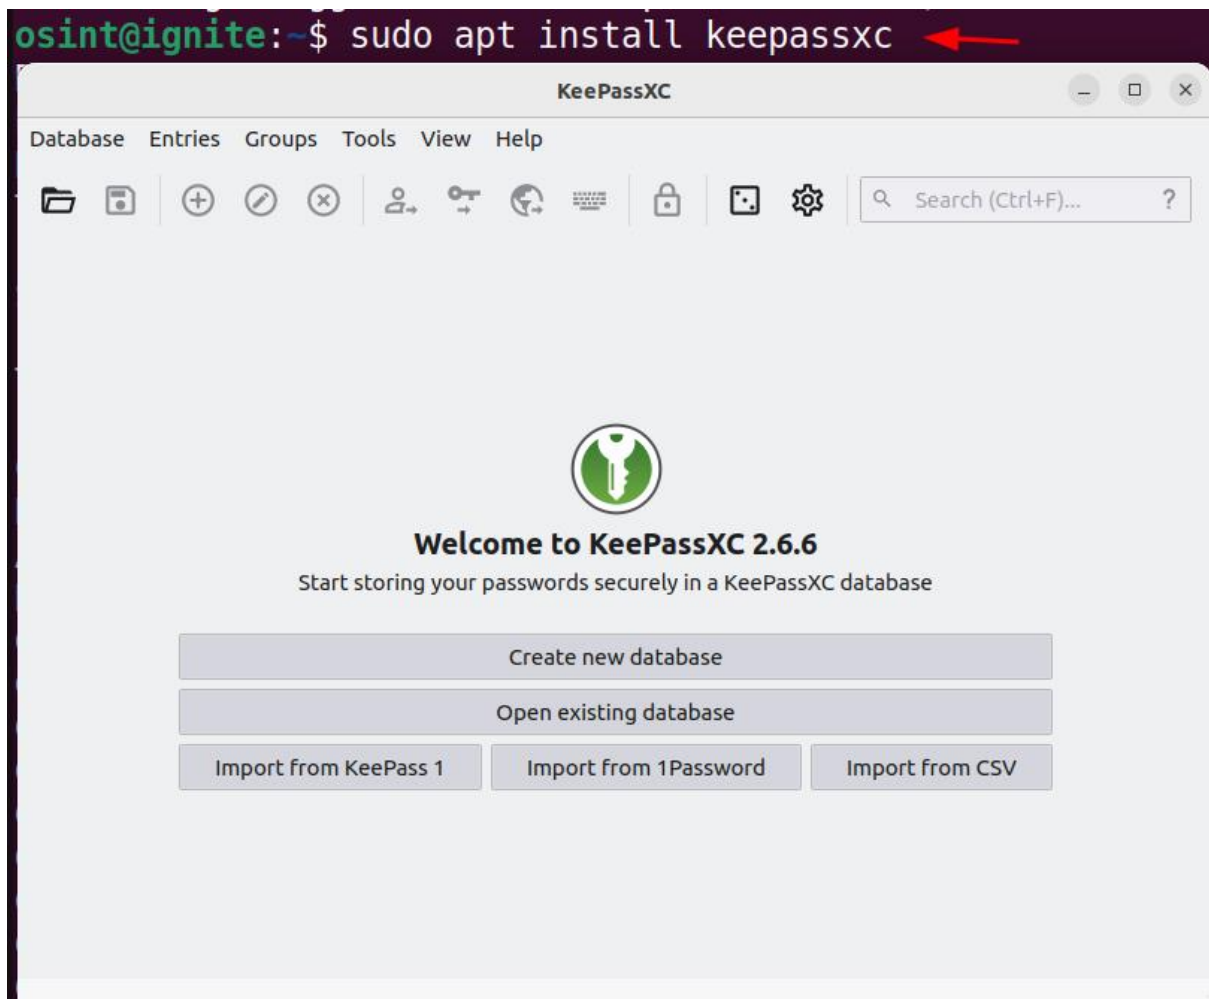 osint@ignite:~$ sudo apt install keepassxc
KeePassXC
Database Entries Groups Tools View Help
Search (Ctrl+F)... ?
Welcome to KeePassXC 2.6.6
Start storing your passwords securely in a KeePassXC database
Create new database
Open existing database
Import from KeePass 1 Import from 1Password Import from CSV